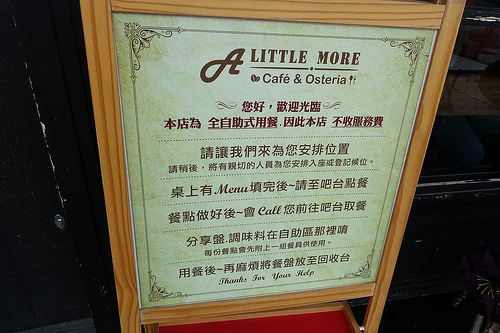 A LITTLE MORE
Café & Osteria
您好，歡迎光臨
本店為 全自助式用餐.因此本店 不收服務費
請讓我們來為您安排位置
請稍後，將有親切的人員為您安排入座或登記候位。
桌上有Menu填完後~請至吧台點餐
餐點做好後~會Call您前往吧台取餐
分享盤.調味料在自助區那裡唷
每份餐點會先附上一組餐具供使用。
用餐後~再麻煩將餐盤放至回收台
Thanks For Your Help